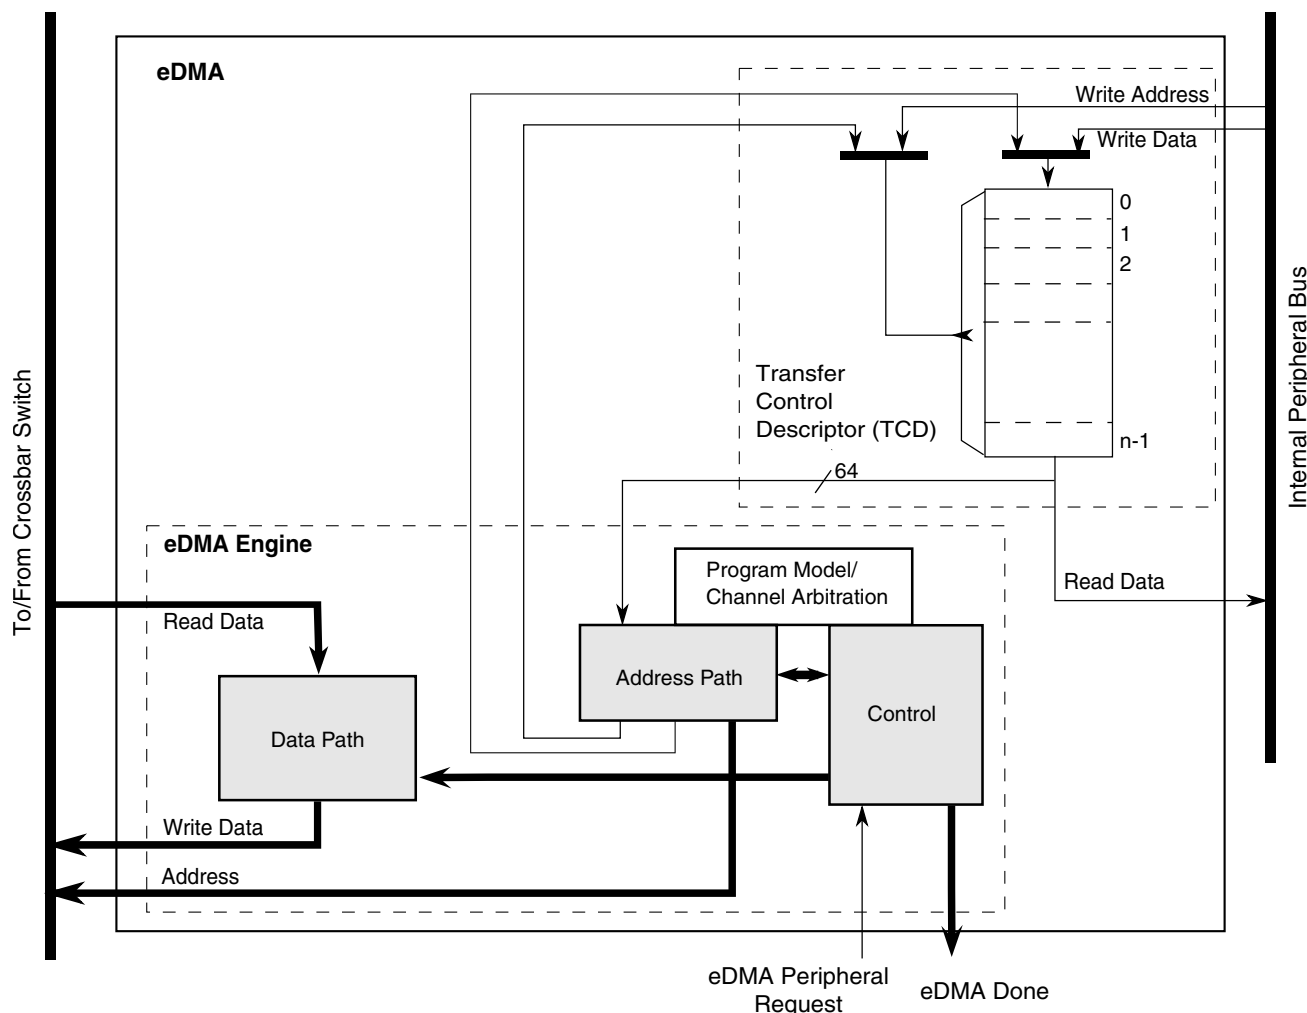 eDMA
Write Address
Write Data
0
1
2
n-1
Transfer
Control
Descriptor (TCD)
64
To/From Crossbar Switch
Internal Peripheral Bus
eDMA Engine
Program Model/
Channel Arbitration
Read Data
Read Data
Address Path
Control
Data Path
Write Data
Address
eDMA Peripheral
Request
eDMA Done